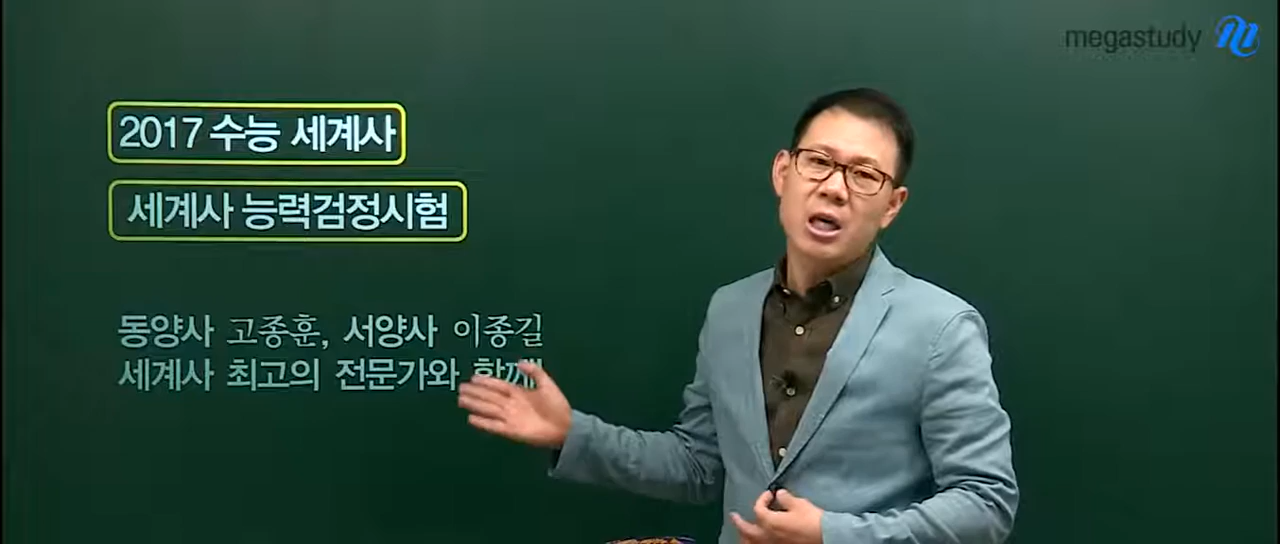 megastudy
2017 수능 세계사
세계사 능력검정시험
동양사 고종훈, 서양사 이종길
세계사 최고의 전문가와 함께!